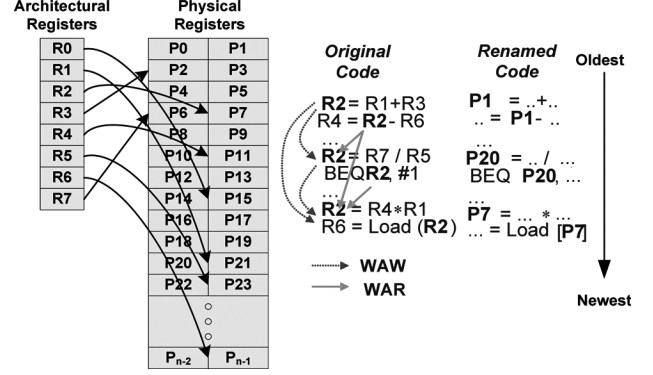 Architectural Registers
Physical Registers
R0
R1
R2
R3
R4
R5
R6
R7
P0 P1
P2 P3
P4 P5
P6 P7
P8 P9
P10 P11
P12 P13
P14 P15
P16 P17
P18 P19
P20 P21
P22 P23
Pn-2 Pn-1
Original Code
R2 = R1+R3
R4 = R2- R6
...
R2= R7 / R5
BEQR2, #1
...
R2= R4*R1
R6 = Load (R2)
WAW
WAR
Renamed Code
P1 = ..+..
.. = P1- ..
...
P20 = .. / ...
BEQ P20, ...
...
P7 = ... * ...
... = Load [P7]
Oldest
Newest